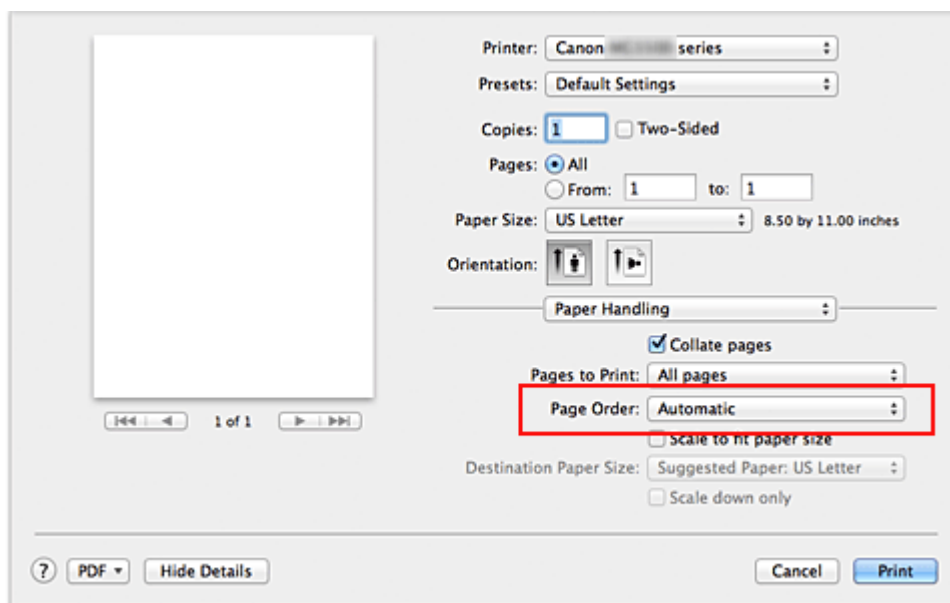 Printer: Canon series
Presets: Default Settings
Copies: 1 Two-Sided
Pages: All
From: 1 to: 1
Paper Size: US Letter 8.50 by 11.00 inches
Orientation:
Paper Handling
Collate pages
Pages to Print: All pages
Page Order: Automatic
1 of 1
Scale to fit paper size
Destination Paper Size: Suggested Paper: US Letter
Scale down only
? PDF Hide Details Cancel Print